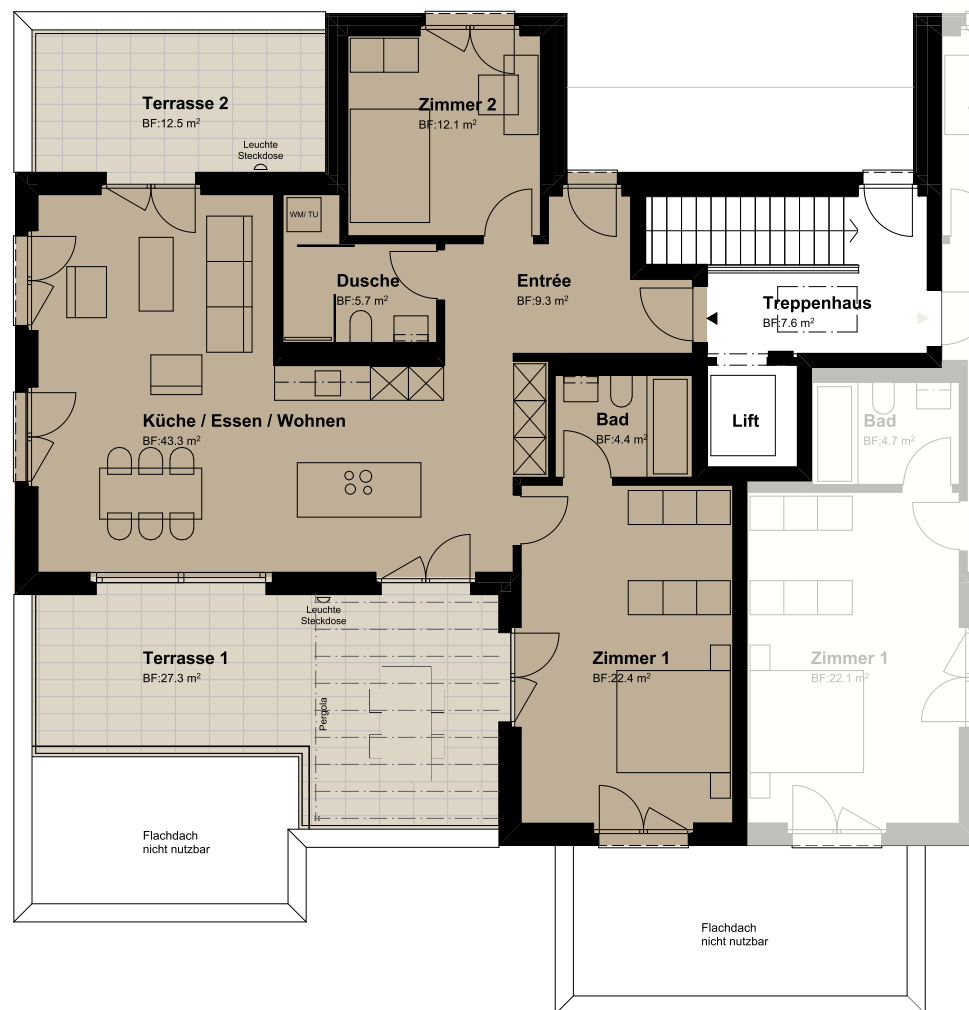 Terrasse 2
BF:12.5 m²
Leuchte
Steckdose
Zimmer 2
BF:12.1 m²
WM/ TU
Dusche
BF:5.7 m²
Entrée
BF:9.3 m²
Treppenhaus
BF:7.6 m²
Küche / Essen / Wohnen
BF:43.3 m²
Bad
BF:4.4 m²
Lift
Bad
BF:4.7 m²
Leuchte
Steckdose
Terrasse 1
BF:27.3 m²
Pergola
Zimmer 1
BF:22.4 m²
Zimmer 1
BF:22.1 m²
Flachdach
nicht nutzbar
Flachdach
nicht nutzbar